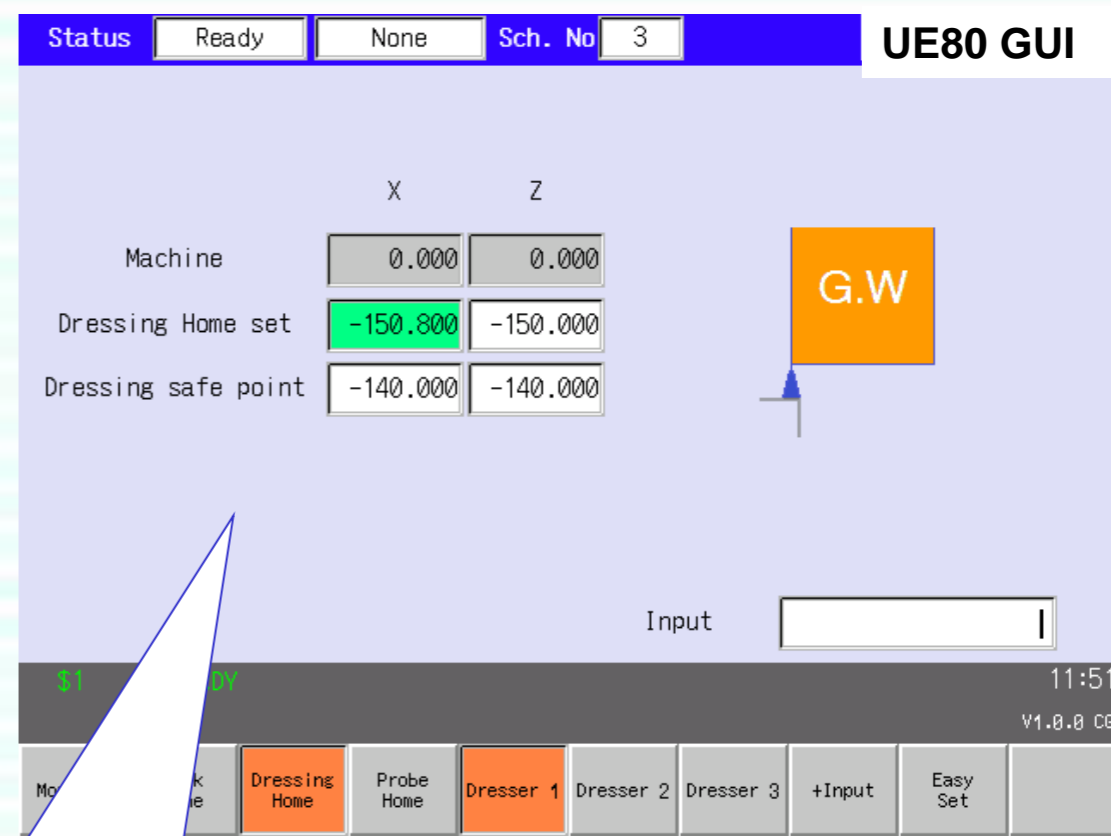 Status Ready None Sch. No 3 UE80 GUI
X Z
Machine 0.000 0.000
Dressing Home set -150.800 -150.000
Dressing safe point -140.000 -140.000
G.W
Input
$1 11:51
V1.0.0
Dressing Home
Probe Home
Dresser 1
Dresser 2
Dresser 3
+Input
Easy Set